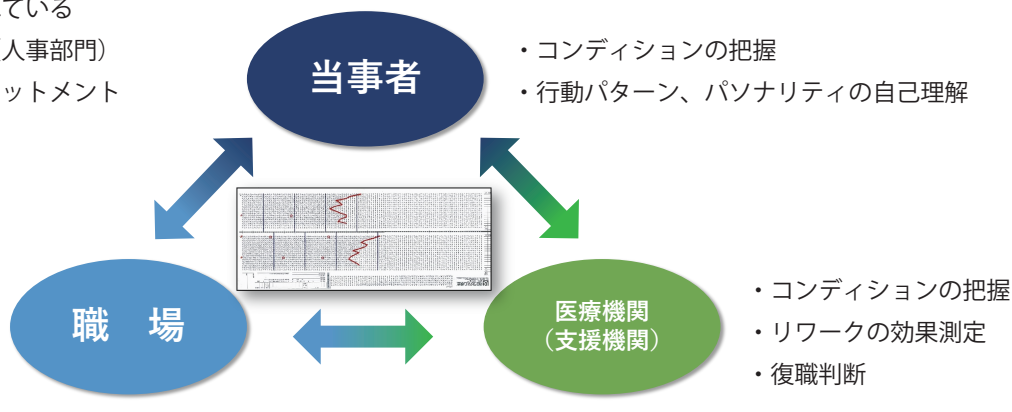 ている
人事部門）
ットメント
当事者
・コンディションの把握
・行動パターン、パソナリティの自己理解
職　場
医療機関
（支援機関）
・コンディションの把握
・リワークの効果測定
・復職判断